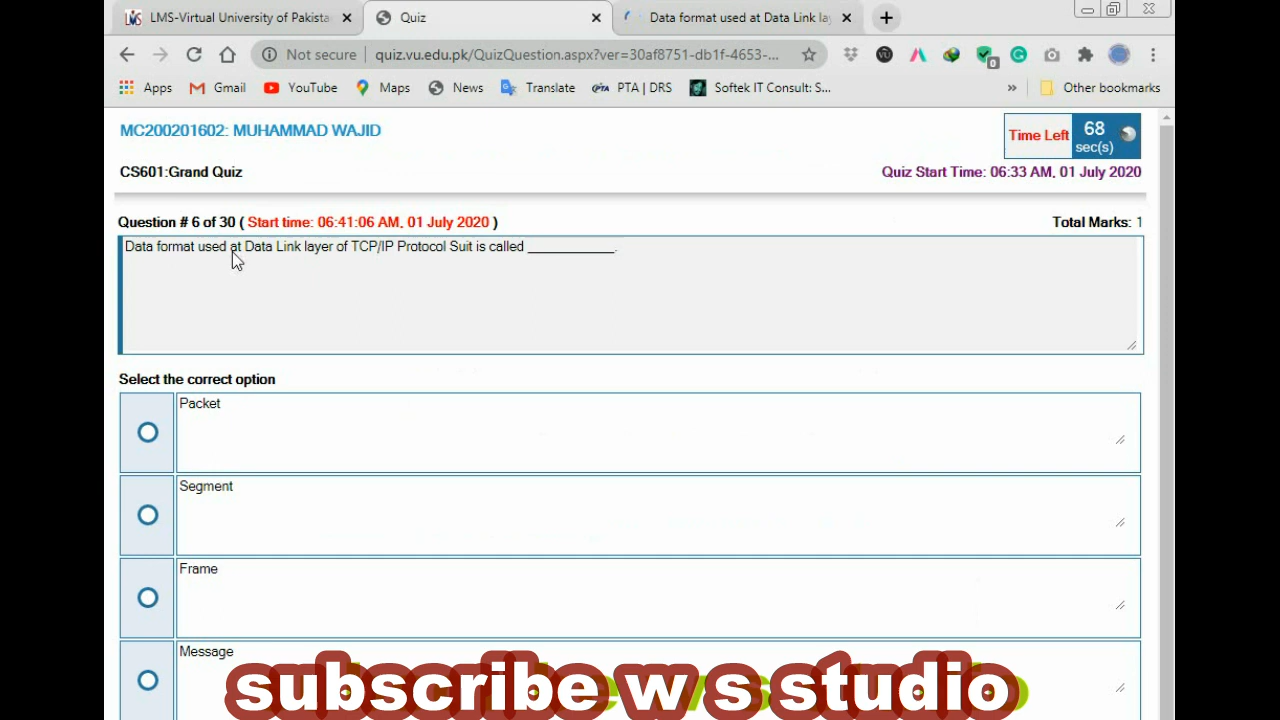 LMS-Virtual University of Pakista
Quiz
Data format used at Data Link la
Not secure
quiz.vu.edu.pk/QuizQuestion.aspx?ver=30af8751-db1f-4653-...
Apps
Gmail
YouTube
Maps
News
Translate
PTA | DRS
Softek IT Consult: S...
»
Other bookmarks
MC200201602: MUHAMMAD WAJID
Time Left
68
sec(s)
CS601:Grand Quiz
Quiz Start Time: 06:33 AM, 01 July 2020
Question # 6 of 30 ( Start time: 06:41:06 AM, 01 July 2020 )
Total Marks: 1
Data format used at Data Link layer of TCP/IP Protocol Suit is called ____________.
Select the correct option
Packet
Segment
Frame
Message
subscribe w s studio